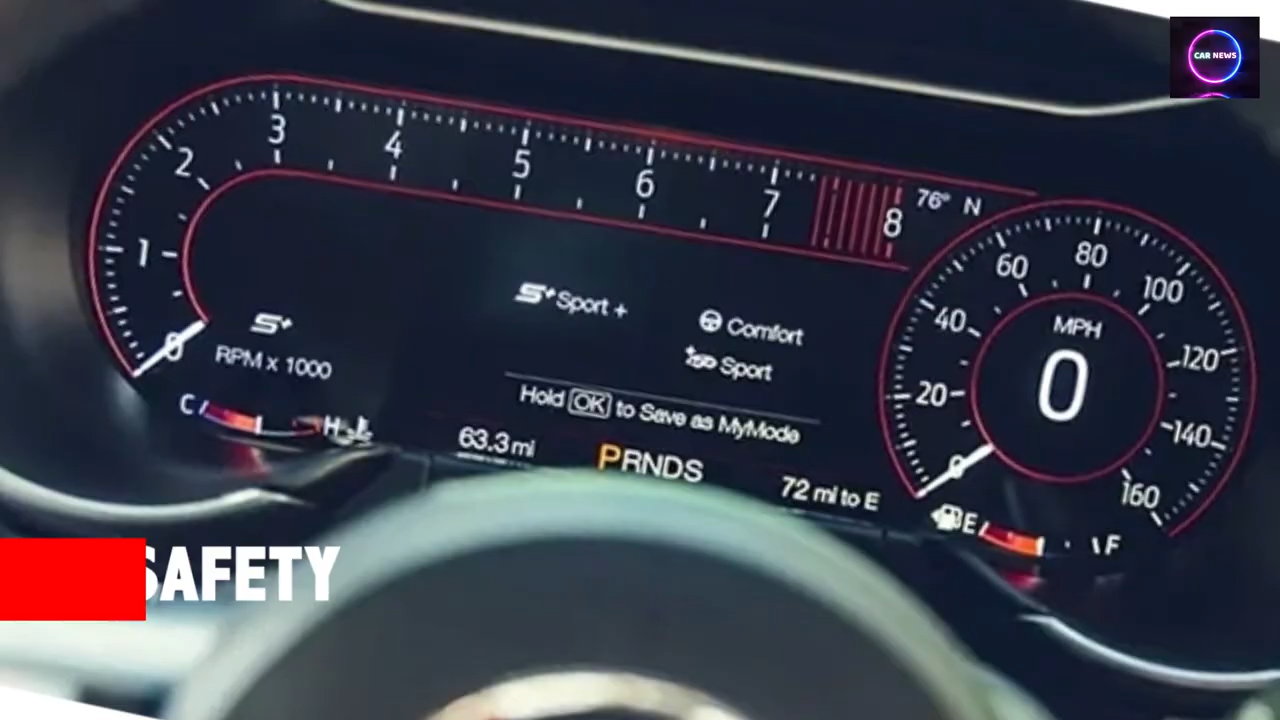 CAR NEWS
3
4
5
6
7
8
2
1
0
76° N
S+ Sport +
Comfort
Sport
Hold OK to Save as MyMode
S+
RPM x 1000
C H
63.3 mi
PRNDS
72 mi to E
60
80
100
40
120
20
140
0
160
MPH
0
E F
SAFETY